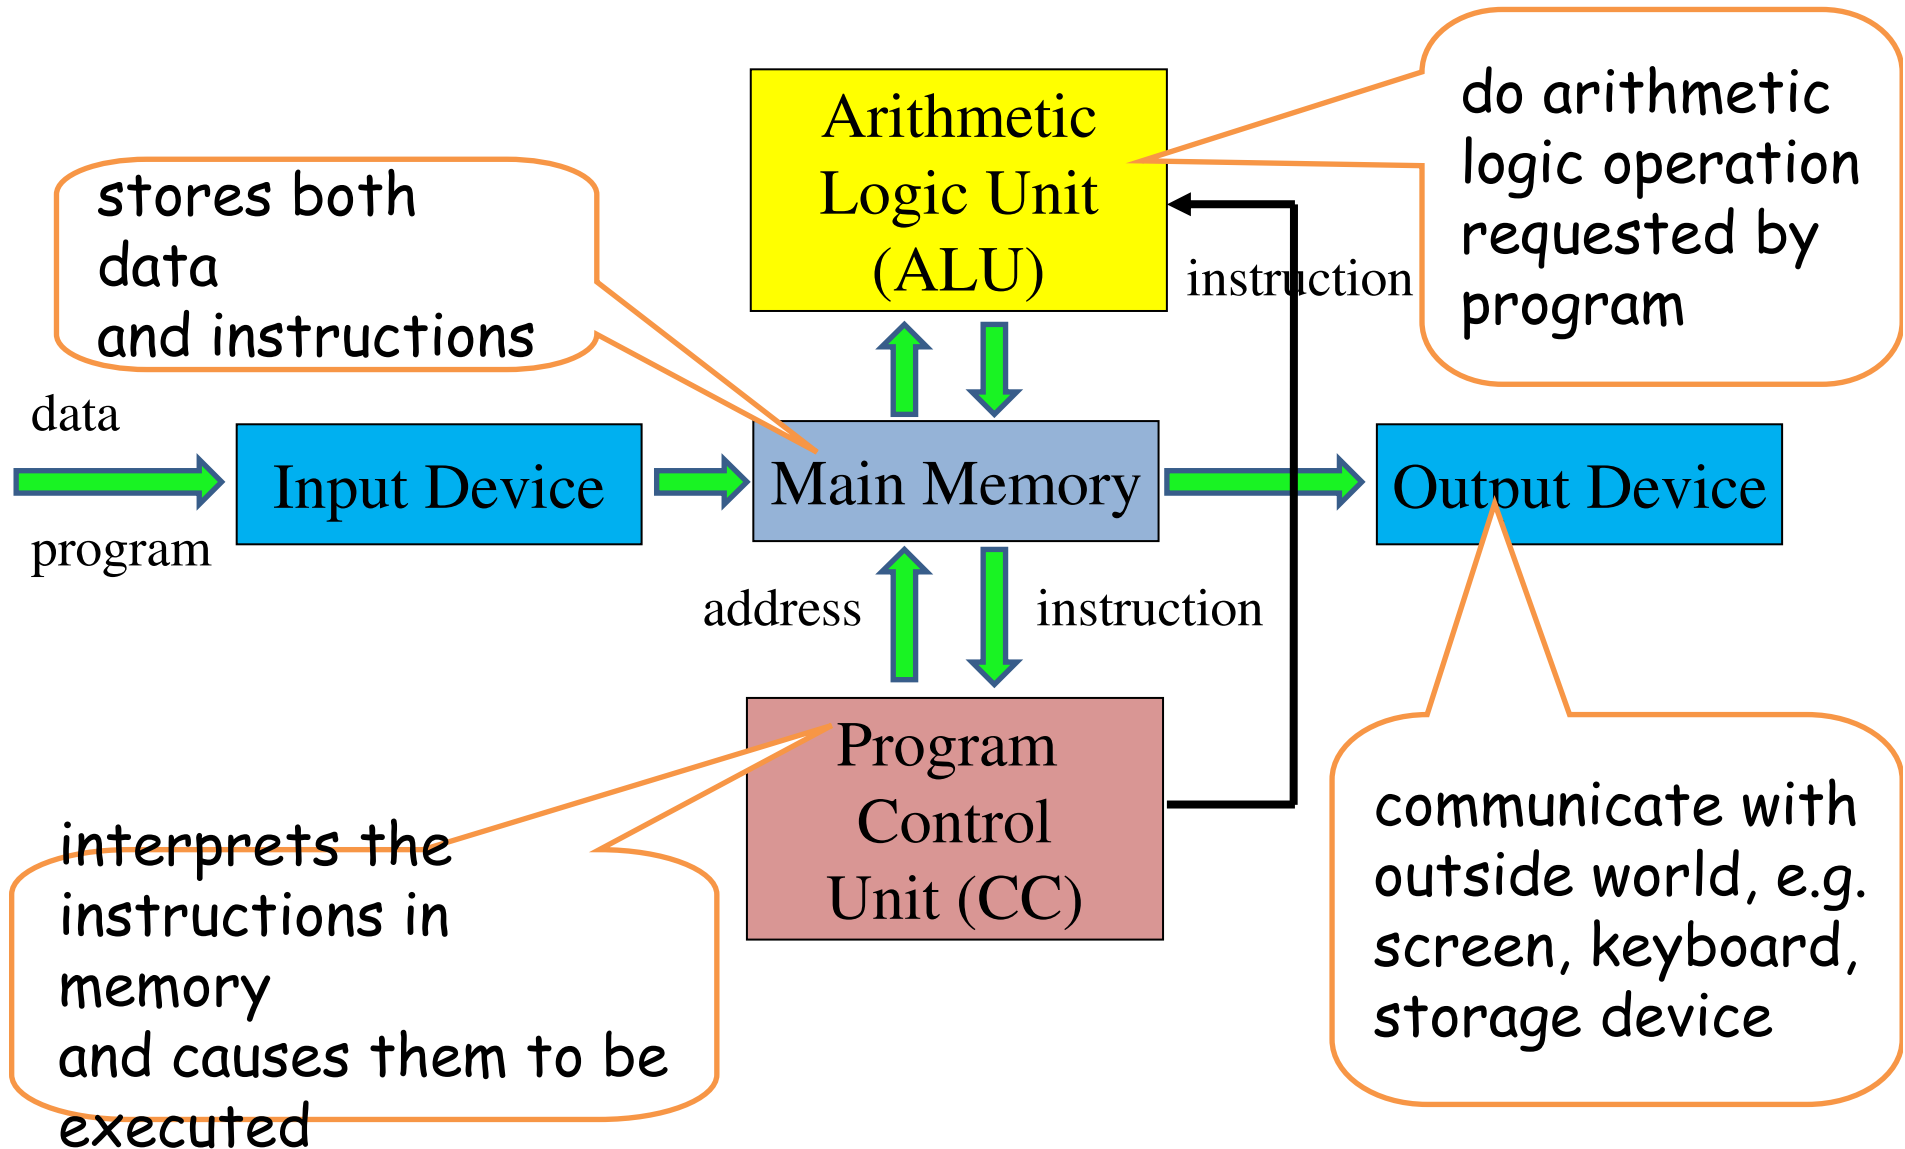 Arithmetic
Logic Unit
(ALU)
do arithmetic
logic operation
requested by
program
stores both
data
and instructions
instruction
data
program
Input Device
Main Memory
Output Device
address
instruction
Program
Control
Unit (CC)
interprets the
instructions in
memory
and causes them to be
executed
communicate with
outside world, e.g.
screen, keyboard,
storage device